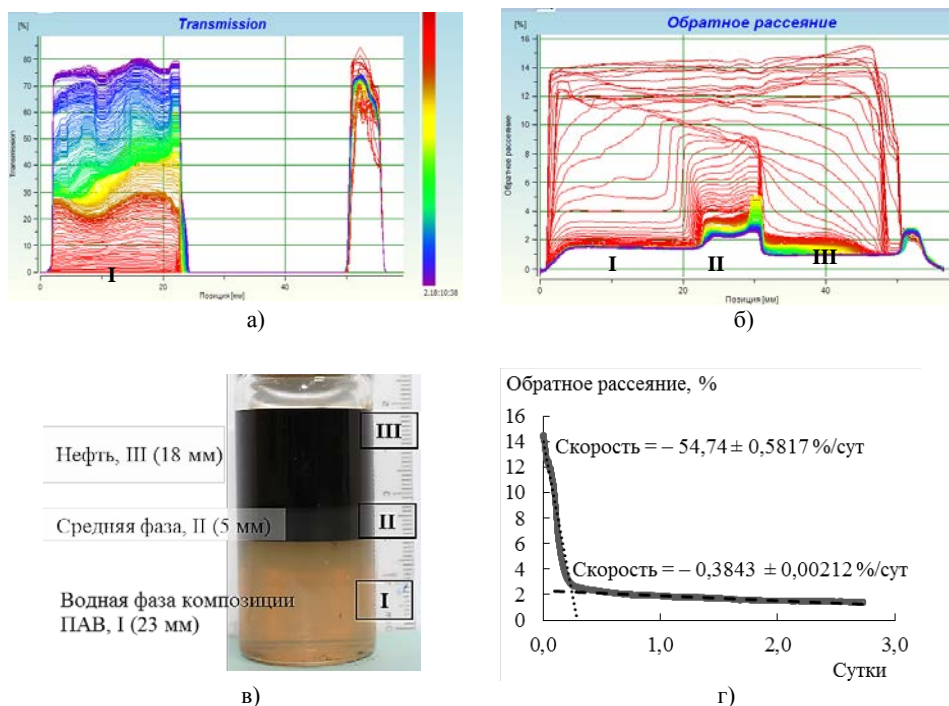 Transmission
[%]
80
70
60
50
40
30
20
10
0
Transmission
I
0
20
40
Позиция [мм]
2.18:10:38
а)
Обратное рассеяние
[%]
16
14
12
10
8
6
4
2
0
Обратное рассеяние
I
II
III
0
20
40
Позиция [мм]
б)
Нефть, III (18 мм)
III
Средняя фаза, II (5 мм)
II
Водная фаза композиции
ПАВ, I (23 мм)
I
в)
Обратное рассеяние, %
16
14
12
10
8
6
4
2
0
Скорость = – 54,74 ± 0,5817 %/сут
Скорость = – 0,3843 ± 0,00212 %/сут
0,0
1,0
2,0
3,0
Сутки
г)